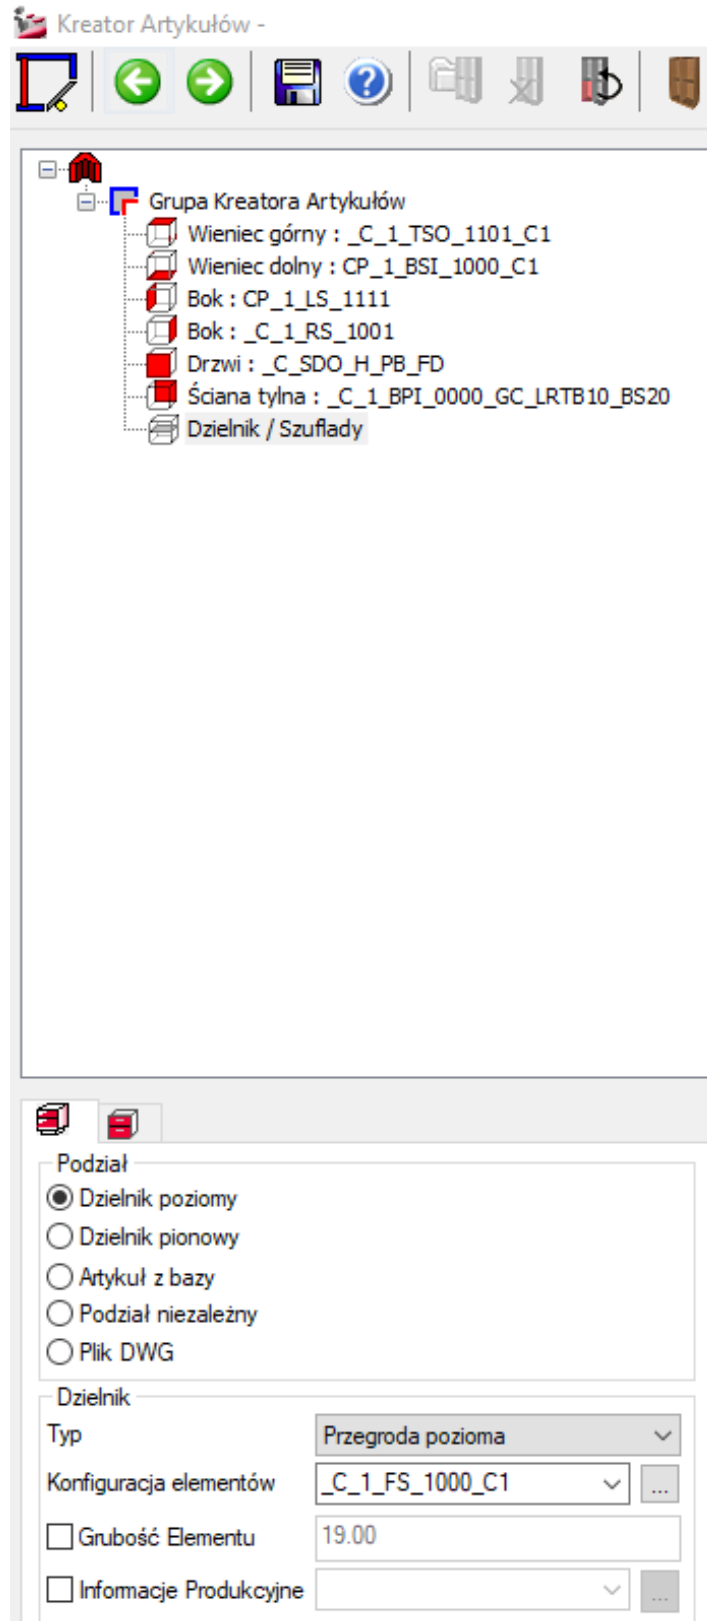 Kreator Artykułów -
Grupa Kreatora Artykułów
Wieniec górny : _C_1_TSO_1101_C1
Wieniec dolny : CP_1_BSI_1000_C1
Bok : CP_1_LS_1111
Bok : _C_1_RS_1001
Drzwi : _C_SDO_H_PB_FD
Ściana tylna : _C_1_BPI_0000_GC_LRTB10_BS20
Dzielnik / Szuflady
Podział
Dzielnik poziomy
Dzielnik pionowy
Artykuł z bazy
Podział niezależny
Plik DWG
Dzielnik
Typ Przegroda pozioma
Konfiguracja elementów _C_1_FS_1000_C1 ...
Grubość Elementu 19.00
Informacje Produkcyjne ...